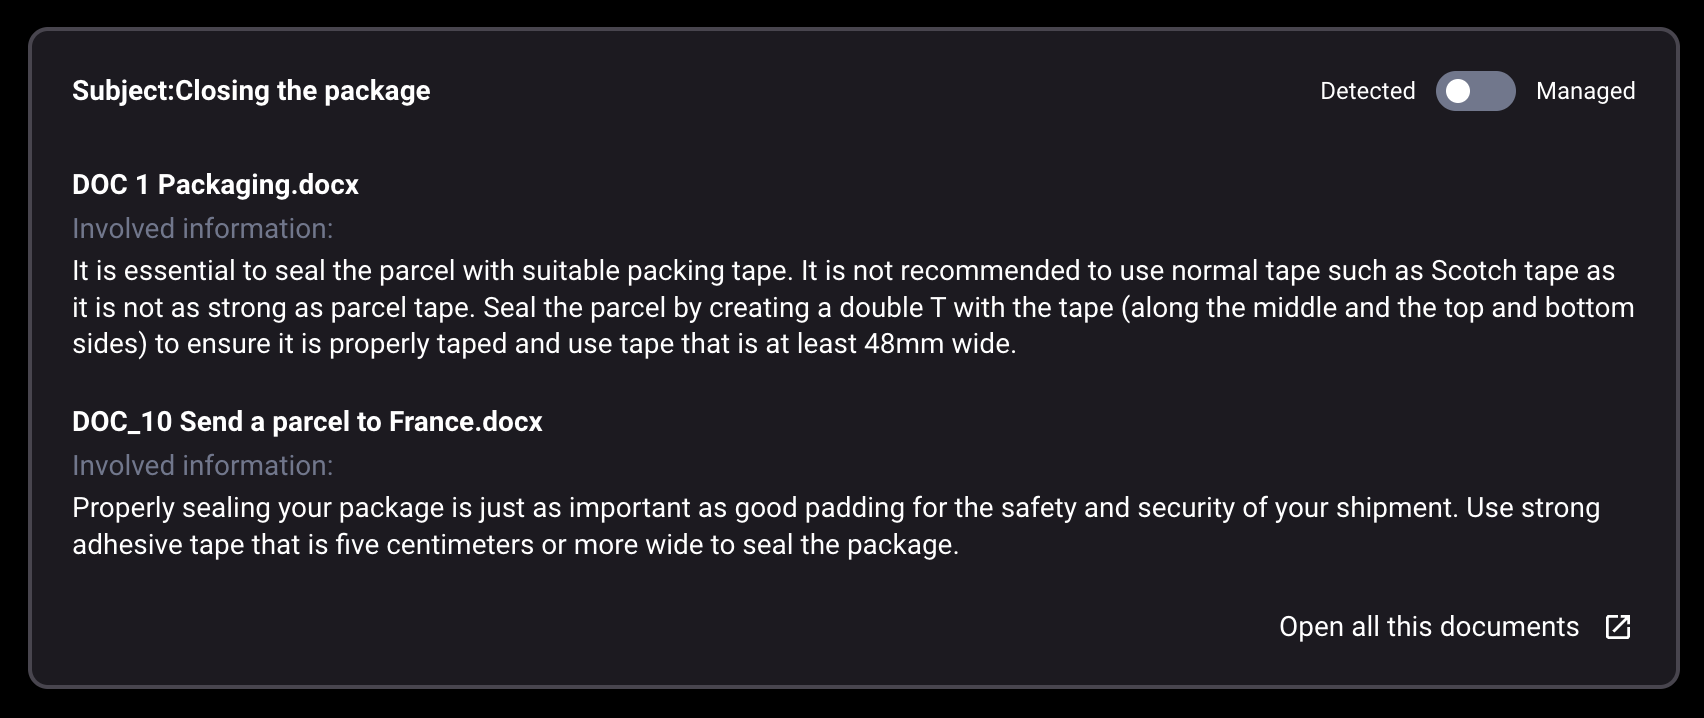 Subject:Closing the package
Detected
Managed
DOC 1 Packaging.docx
Involved information:
It is essential to seal the parcel with suitable packing tape. It is not recommended to use normal tape such as Scotch tape as
it is not as strong as parcel tape. Seal the parcel by creating a double T with the tape (along the middle and the top and bottom
sides) to ensure it is properly taped and use tape that is at least 48mm wide.
DOC_10 Send a parcel to France.docx
Involved information:
Properly sealing your package is just as important as good padding for the safety and security of your shipment. Use strong
adhesive tape that is five centimeters or more wide to seal the package.
Open all this documents